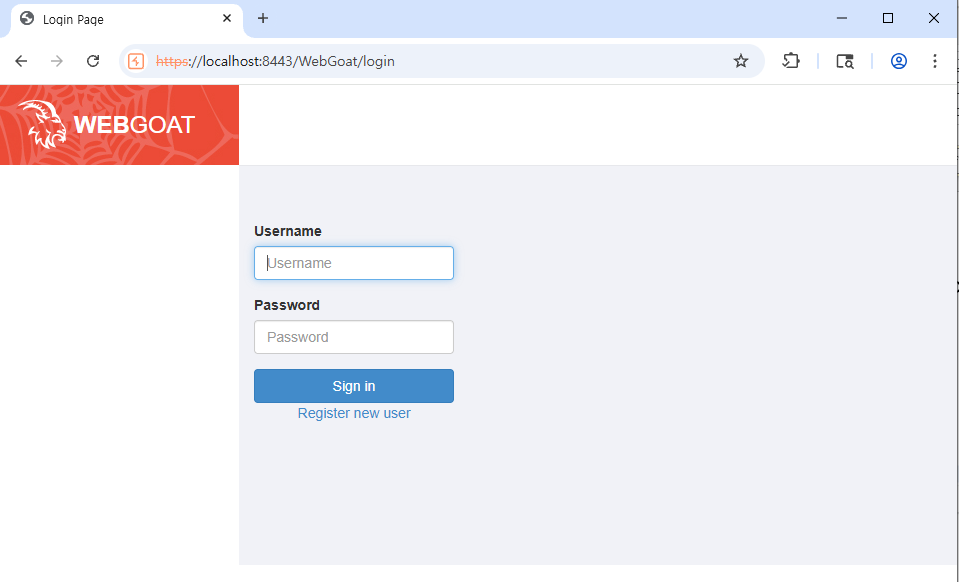 Login Page
https://localhost:8443/WebGoat/login
WEBGOAT
Username
Username
Password
Password
Sign in
Register new user